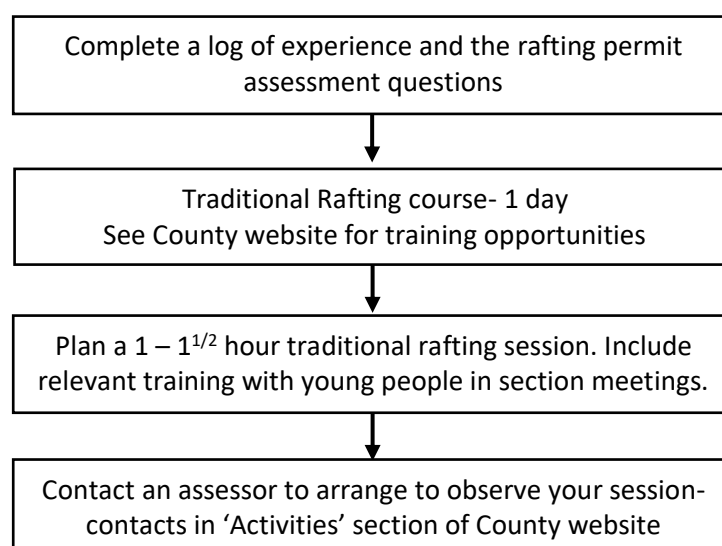 Complete a log of experience and the rafting permit
assessment questions
Traditional Rafting course- 1 day
See County website for training opportunities
Plan a 1 – 1 1/2 hour traditional rafting session. Include
relevant training with young people in section meetings.
Contact an assessor to arrange to observe your session-
contacts in ‘Activities’ section of County website